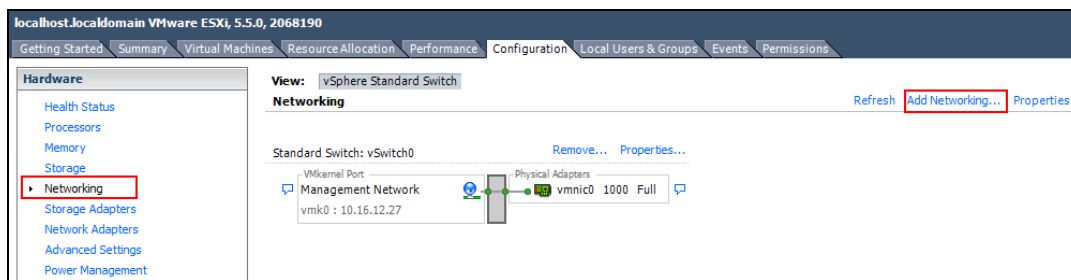 localhost.localdomain VMware ESXi, 5.5.0, 2068190
Getting Started Summary Virtual Machines Resource Allocation Performance Configuration Local Users & Groups Events Permissions
Hardware
Health Status
Processors
Memory
Storage
Networking
Storage Adapters
Network Adapters
Advanced Settings
Power Management
View: vSphere Standard Switch
Networking
Refresh Add Networking... Properties
Standard Switch: vSwitch0 Remove... Properties...
VMkernel Port Physical Adapters
Management Network vmnic0 1000 Full
vmk0 : 10.16.12.27